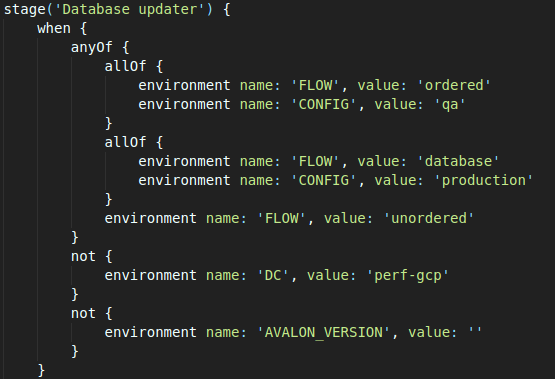 stage('Database updater') {
    when {
        anyOf {
            allOf {
                environment name: 'FLOW', value: 'ordered'
                environment name: 'CONFIG', value: 'qa'
            }
            allOf {
                environment name: 'FLOW', value: 'database'
                environment name: 'CONFIG', value: 'production'
            }
            environment name: 'FLOW', value: 'unordered'
        }
        not {
            environment name: 'DC', value: 'perf-gcp'
        }
        not {
            environment name: 'AVALON_VERSION', value: ''
        }
    }